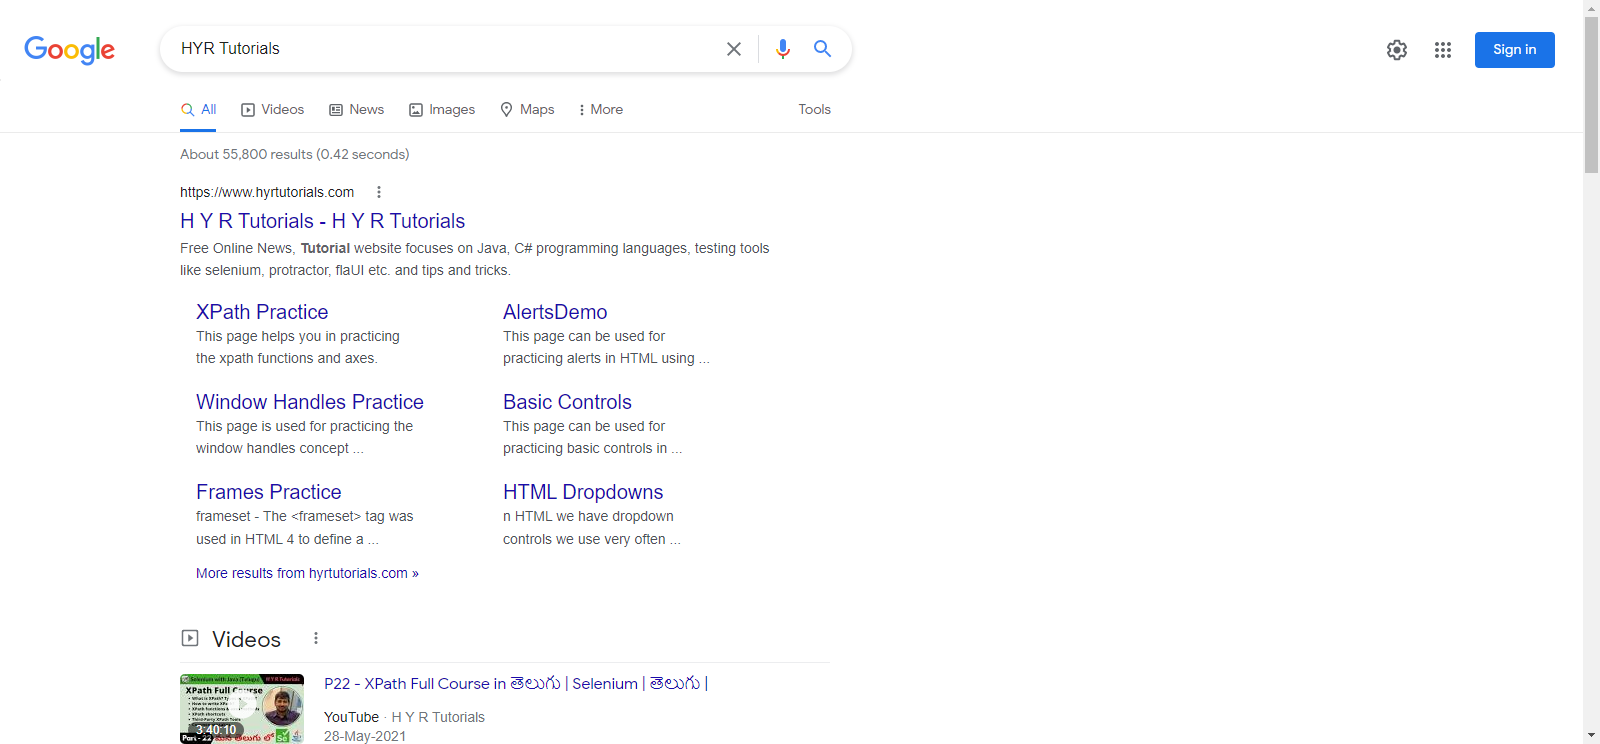 Google
HYR Tutorials
Sign in
All
Videos
News
Images
Maps
More
Tools
About 55,800 results (0.42 seconds)
https://www.hyrtutorials.com
H Y R Tutorials - H Y R Tutorials
Free Online News, Tutorial website focuses on Java, C# programming languages, testing tools
like selenium, protractor, flaUI etc. and tips and tricks.
XPath Practice
This page helps you in practicing
the xpath functions and axes.
AlertsDemo
This page can be used for
practicing alerts in HTML using ...
Window Handles Practice
This page is used for practicing the
window handles concept ...
Basic Controls
This page can be used for
practicing basic controls in ...
Frames Practice
frameset - The <frameset> tag was
used in HTML 4 to define a ...
HTML Dropdowns
n HTML we have dropdown
controls we use very often ...
More results from hyrtutorials.com »
Videos
Selenium with Java (Telugu)
H Y R Tutorials
XPath Full Course
3:40:10
Part - 22
తెలుగు లో
P22 - XPath Full Course in తెలుగు | Selenium | తెలుగు |
YouTube · H Y R Tutorials
28-May-2021